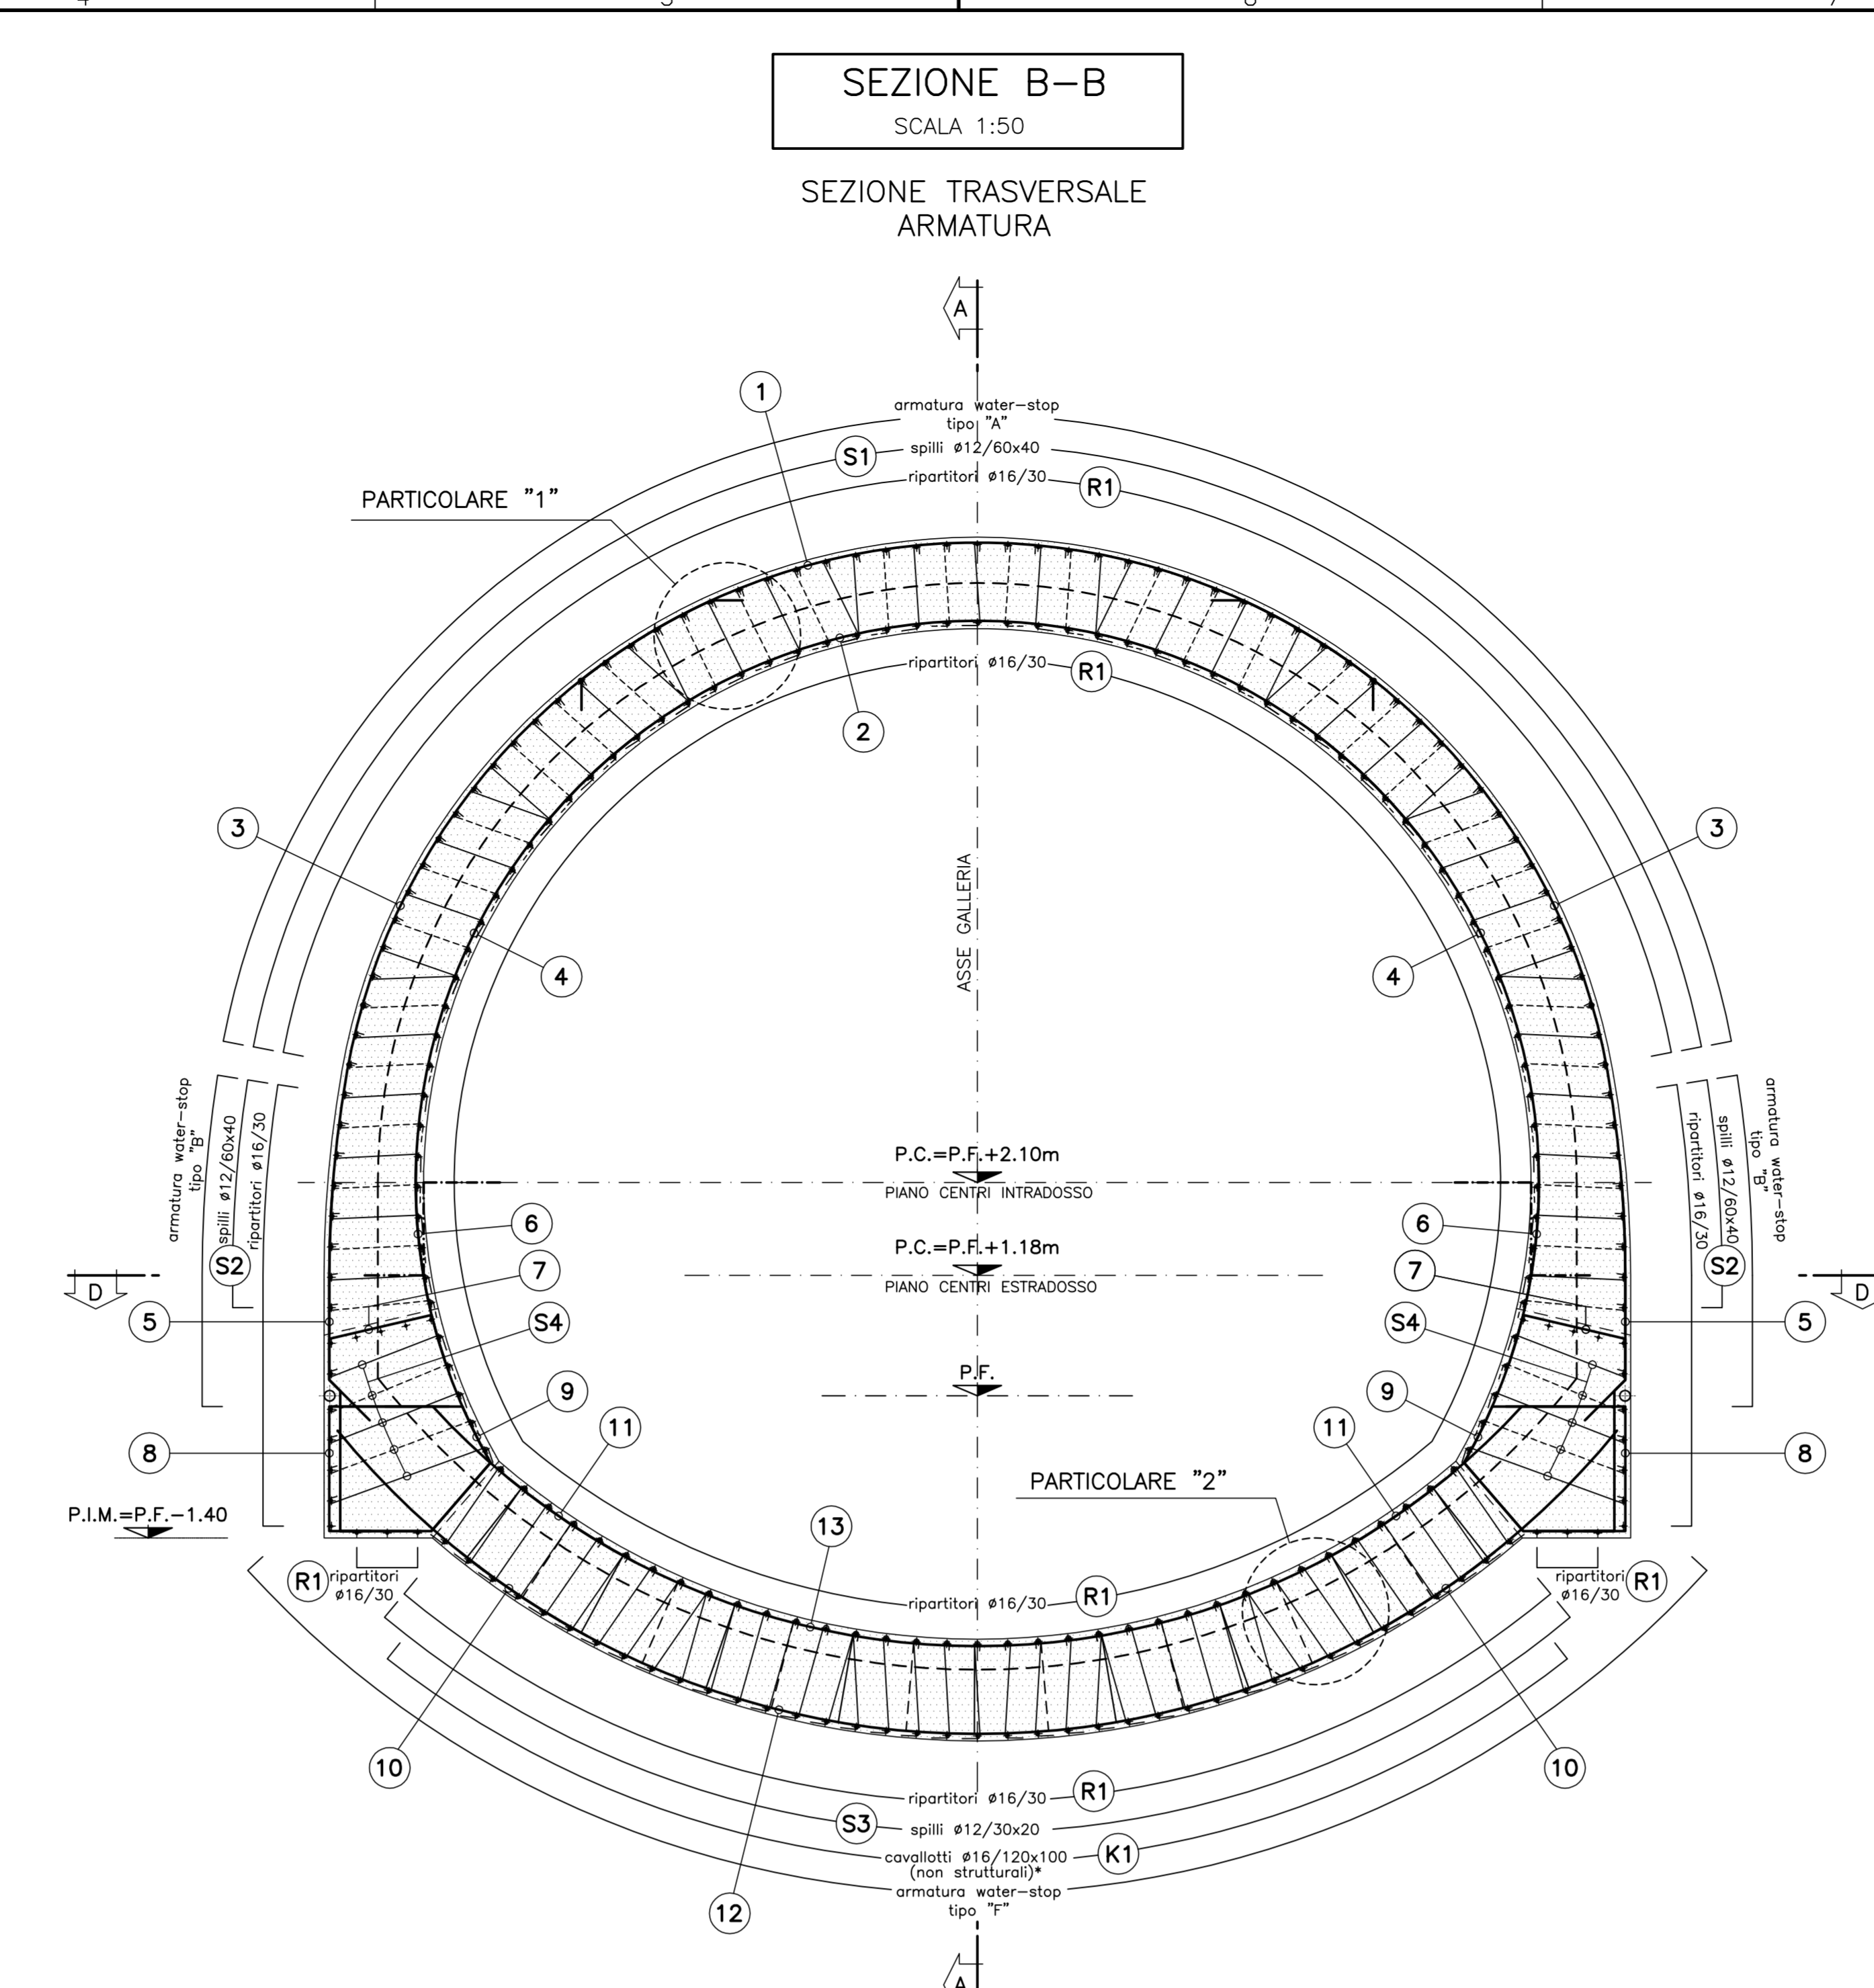 SEZIONE B–B
SCALA 1:50
SEZIONE TRASVERSALE
ARMATURA
A
1
armatura water–stop
tipo "A"
S1
spilli ø12/60x40
ripartitori ø16/30
R1
PARTICOLARE "1"
ripartitori ø16/30
R1
2
3
3
4
4
ASSE GALLERIA
armatura water–stop
tipo "B"
spilli ø12/60x40
ripartitori ø16/30
S2
ripartitori ø16/30
spilli ø12/60x40
armatura water–stop
tipo "B"
S2
P.C.=P.F.+2.10m
PIANO CENTRI INTRADOSSO
6
6
P.C.=P.F.+1.18m
PIANO CENTRI ESTRADOSSO
7
7
D
D
5
S4
S4
5
P.F.
9
9
11
11
8
8
PARTICOLARE "2"
P.I.M.=P.F.–1.40
13
R1
ripartitori
ø16/30
ripartitori
ø16/30
R1
ripartitori ø16/30
R1
10
10
ripartitori ø16/30
R1
S3
spilli ø12/30x20
cavallotti ø16/120x100
K1
(non strutturali)*
armatura water–stop
tipo "F"
12
A